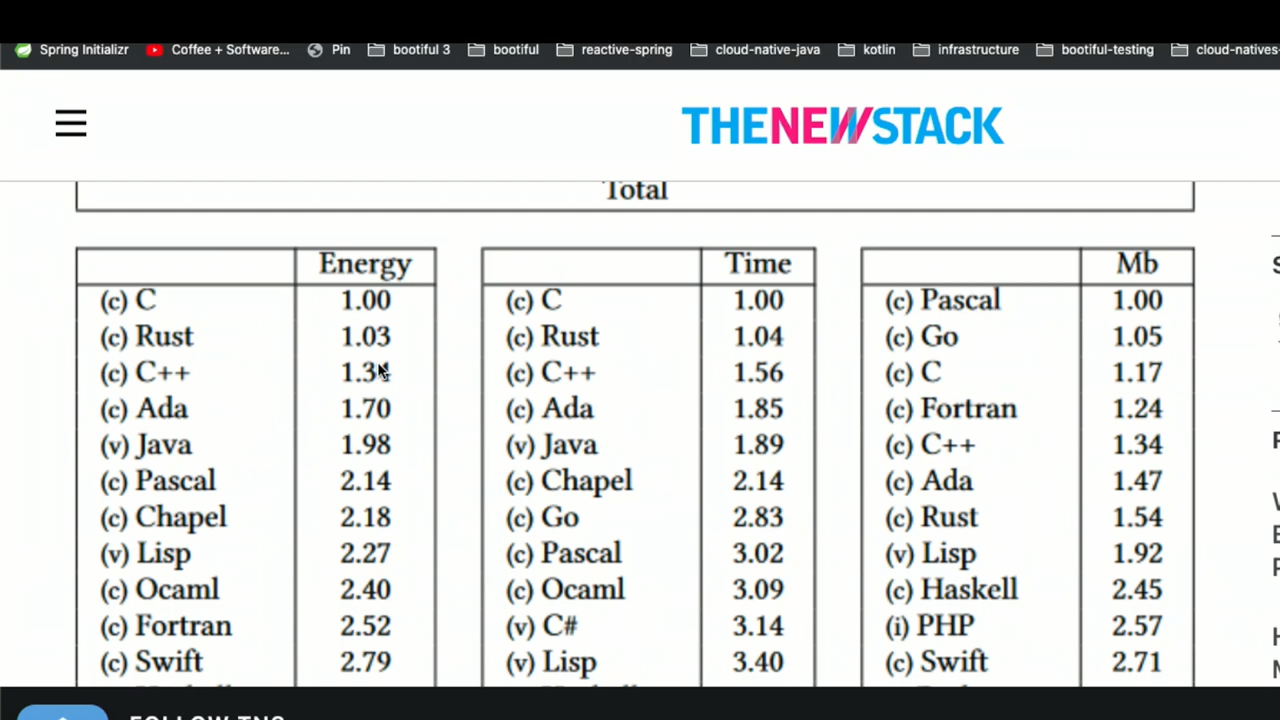 Spring Initializr Coffee + Software... Pin bootiful 3 bootiful reactive-spring cloud-native-java kotlin infrastructure bootiful-testing cloud-natives-
THENEWSTACK
Total
Energy
(c) C 1.00
(c) Rust 1.03
(c) C++
(c) Ada 1.70
(v) Java 1.98
(c) Pascal 2.14
(c) Chapel 2.18
(v) Lisp 2.27
(c) Ocaml 2.40
(c) Fortran 2.52
(c) Swift 2.79
Time
(c) C 1.00
(c) Rust 1.04
(c) C++ 1.56
(c) Ada 1.85
(v) Java 1.89
(c) Chapel 2.14
(c) Go 2.83
(c) Pascal 3.02
(c) Ocaml 3.09
(v) C# 3.14
(v) Lisp 3.40
Mb
(c) Pascal 1.00
(c) Go 1.05
(c) C 1.17
(c) Fortran 1.24
(c) C++ 1.34
(c) Ada 1.47
(c) Rust 1.54
(v) Lisp 1.92
(c) Haskell 2.45
(i) PHP 2.57
(c) Swift 2.71
FOLLOW TNS